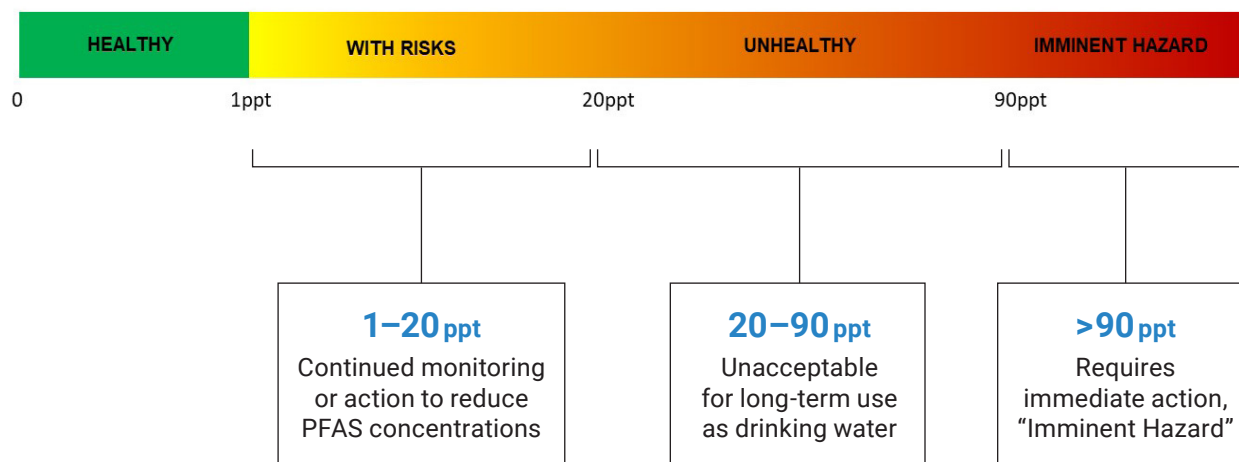 HEALTHY
WITH RISKS
UNHEALTHY
IMMINENT HAZARD
0
1ppt
20ppt
90ppt
1–20 ppt
Continued monitoring
or action to reduce
PFAS concentrations
20–90 ppt
Unacceptable
for long-term use
as drinking water
>90 ppt
Requires
immediate action,
“Imminent Hazard”